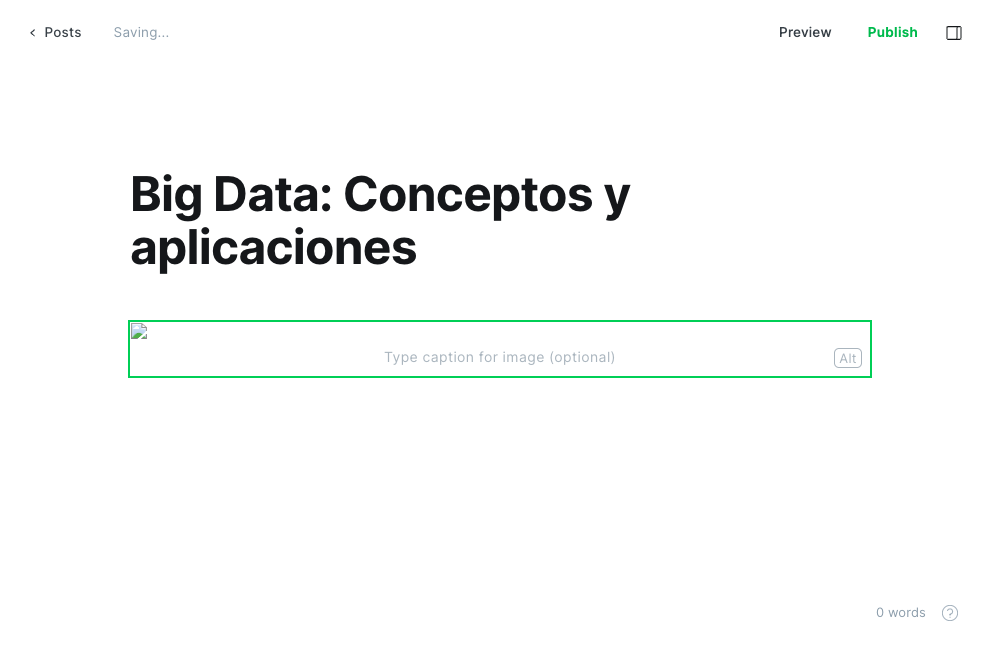 Posts
Saving...
Preview
Publish
Big Data: Conceptos y
aplicaciones
Type caption for image (optional)
Alt
0 words
?